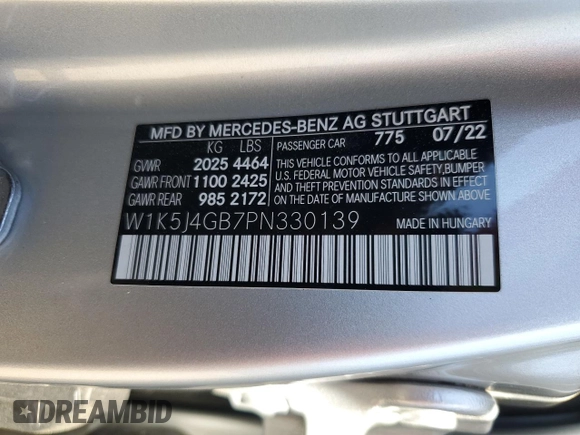 MFD BY MERCEDES-BENZ AG STUTTGART
KG LBS PASSENGER CAR 775 07/22
GVWR 2025 4464
GAWR FRONT 1100 2425
GAWR REAR 985 2172
THIS VEHICLE CONFORMS TO ALL APPLICABLE
U.S. FEDERAL MOTOR VEHICLE SAFETY,BUMPER
AND THEFT PREVENTION STANDARDS IN EFFECT
ON THE DATE OF MANUFACTURE SHOWN ABOVE.
W1K5J4GB7PN330139 MADE IN HUNGARY
DREAMBID